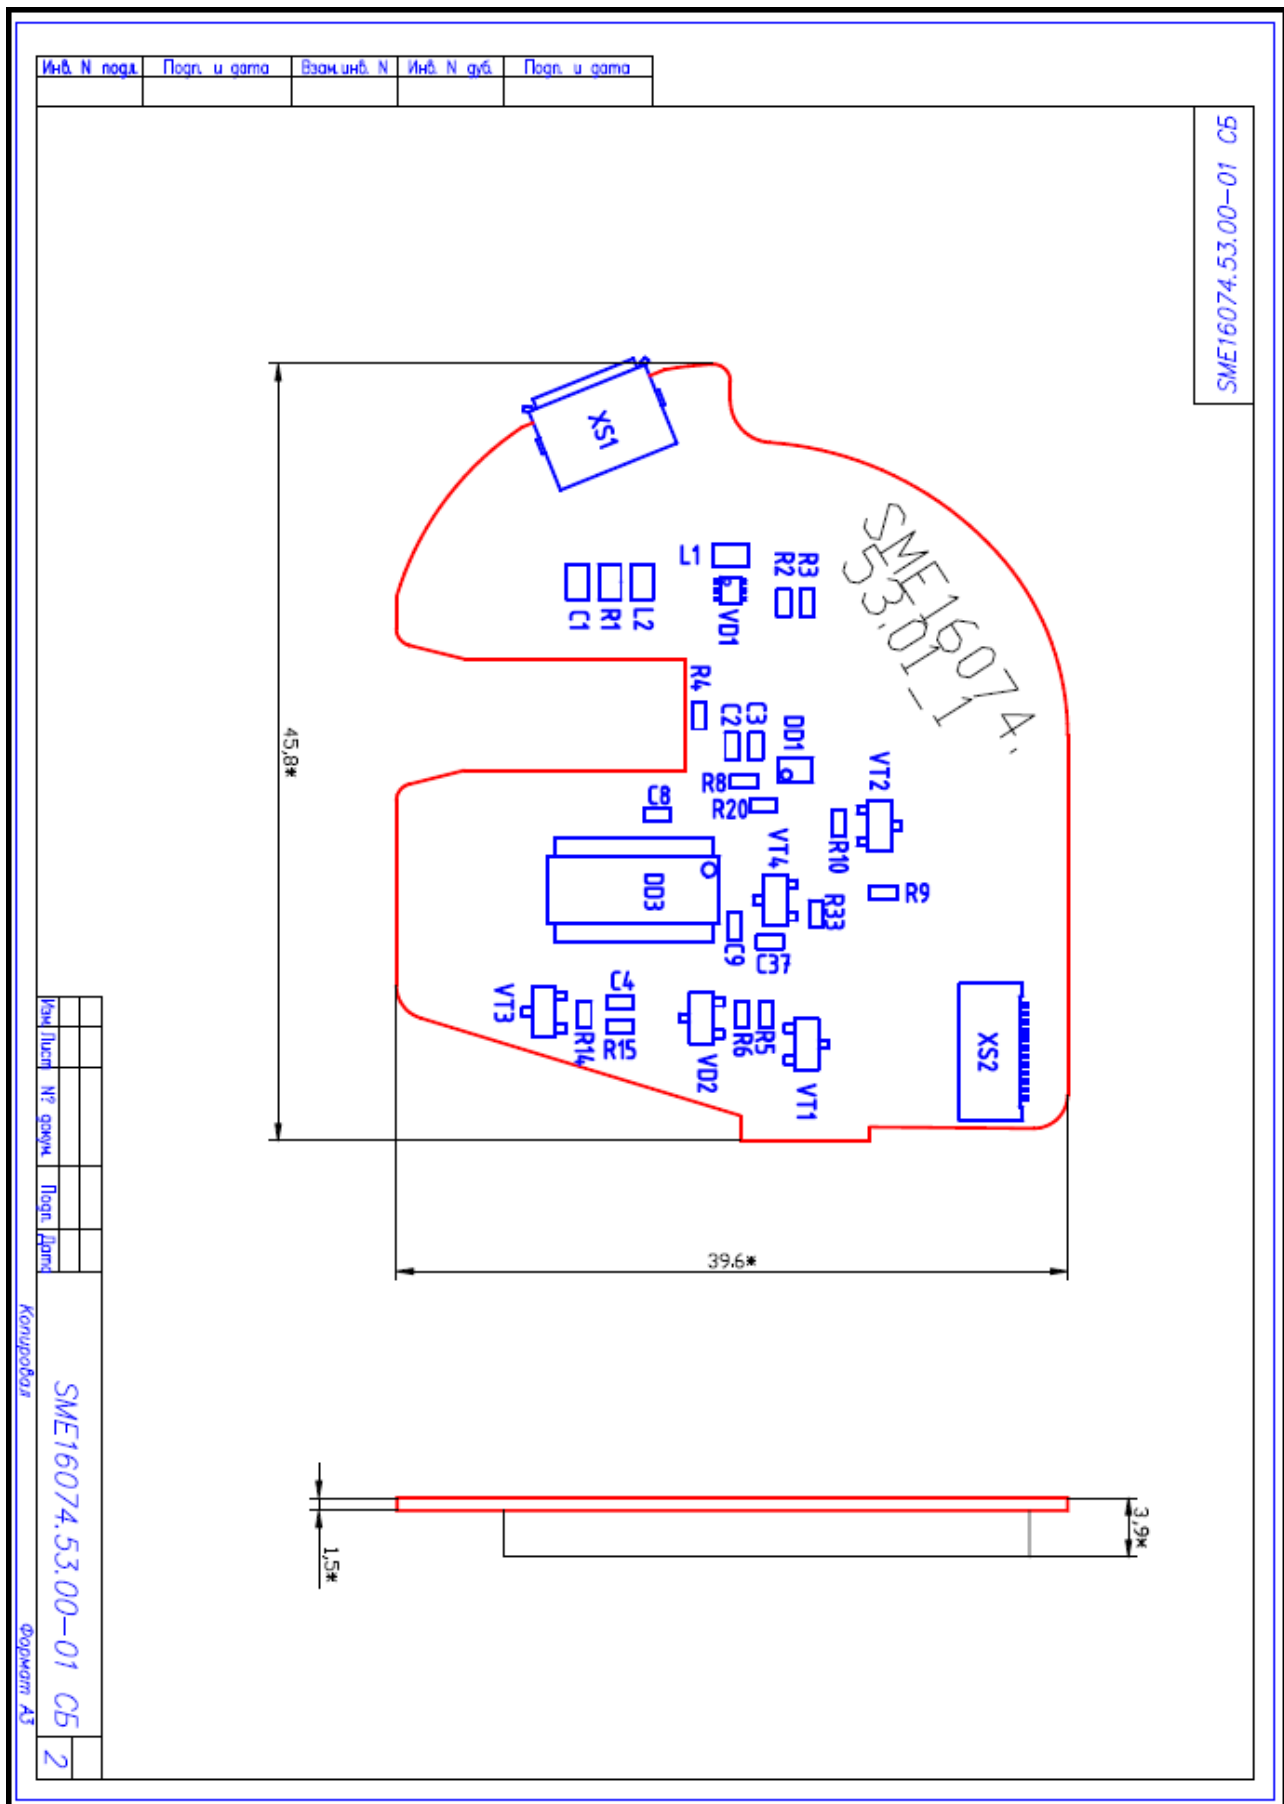 Инв. N подл.
Подп. и дата
Взам.инв. N
Инв. N дуб.
Подп. и дата
SME16074.53.00-01 СБ
XS1
SME16074.
53.01_1
L1
R2
R3
VD1
C1
R1
L2
R4
C2
C3
DD1
R8
R20
VT2
C8
R10
VT4
DD3
R9
R33
C9
C37
C4
VT3
R14
R15
VD2
R6
R5
VT1
XS2
45,8*
39.6*
3,9*
1,5*
Изм.
Лист
N? докум.
Подп.
Дата
SME16074.53.00-01 СБ
2
Копировал
Формат А3